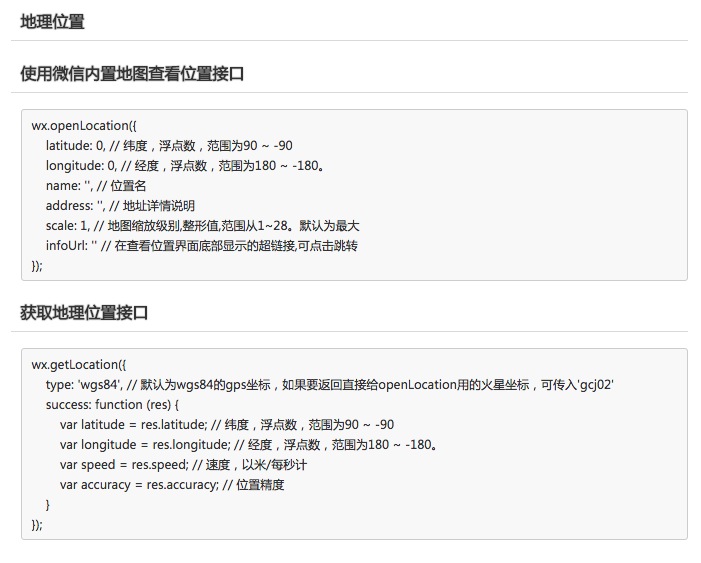 地理位置
使用微信内置地图查看位置接口
wx.openLocation({
latitude: 0, // 纬度，浮点数，范围为90 ~ -90
longitude: 0, // 经度，浮点数，范围为180 ~ -180。
name: '', // 位置名
address: '', // 地址详情说明
scale: 1, // 地图缩放级别,整形值,范围从1~28。默认为最大
infoUrl: '' // 在查看位置界面底部显示的超链接,可点击跳转
});
获取地理位置接口
wx.getLocation({
type: 'wgs84', // 默认为wgs84的gps坐标，如果要返回直接给openLocation用的火星坐标，可传入'gcj02'
success: function (res) {
var latitude = res.latitude; // 纬度，浮点数，范围为90 ~ -90
var longitude = res.longitude; // 经度，浮点数，范围为180 ~ -180。
var speed = res.speed; // 速度，以米/每秒计
var accuracy = res.accuracy; // 位置精度
}
});